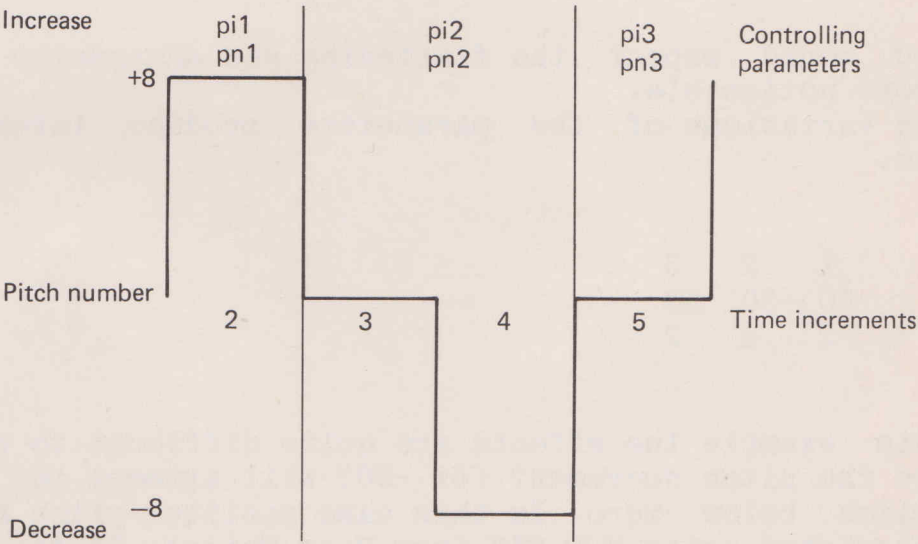 Increase
pi1 pi2 pi3 Controlling
pn1 pn2 pn3 parameters
+8
Pitch number
2 3 4 5 Time increments
−8
Decrease